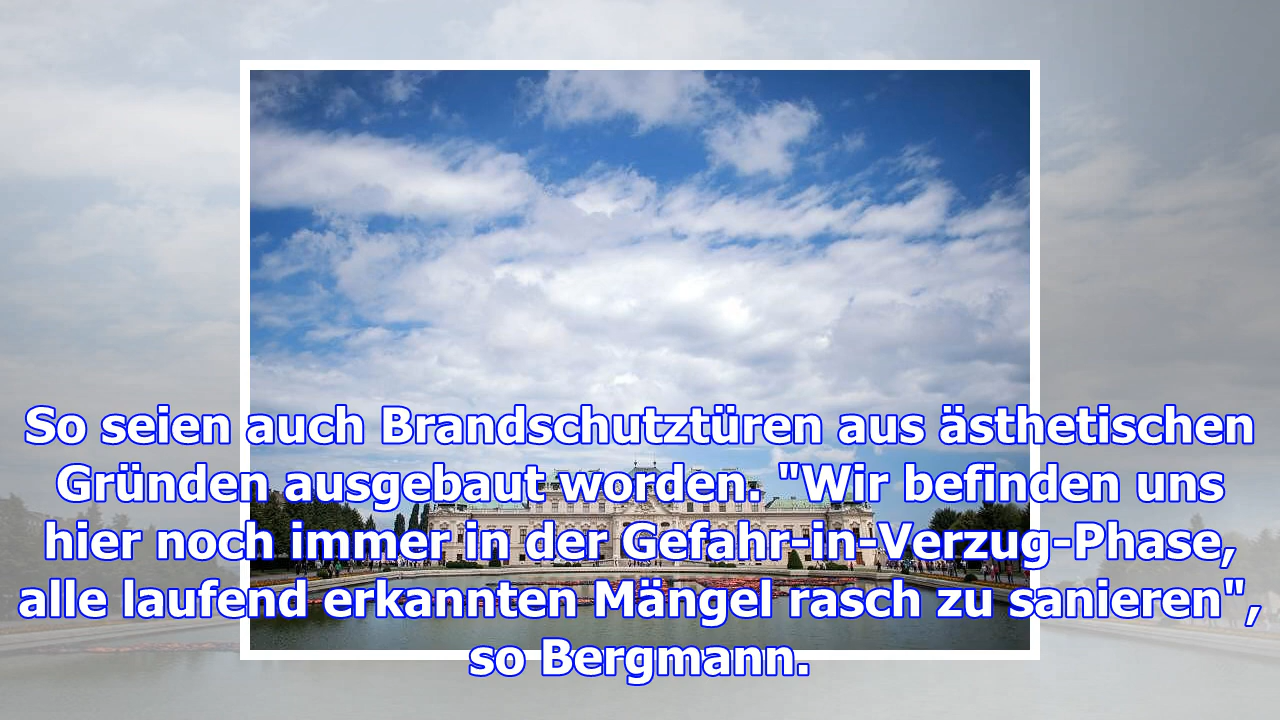 So seien auch Brandschutztüren aus ästhetischen
Gründen ausgebaut worden. "Wir befinden uns
hier noch immer in der Gefahr-in-Verzug-Phase,
alle laufend erkannten Mängel rasch zu sanieren",
so Bergmann.